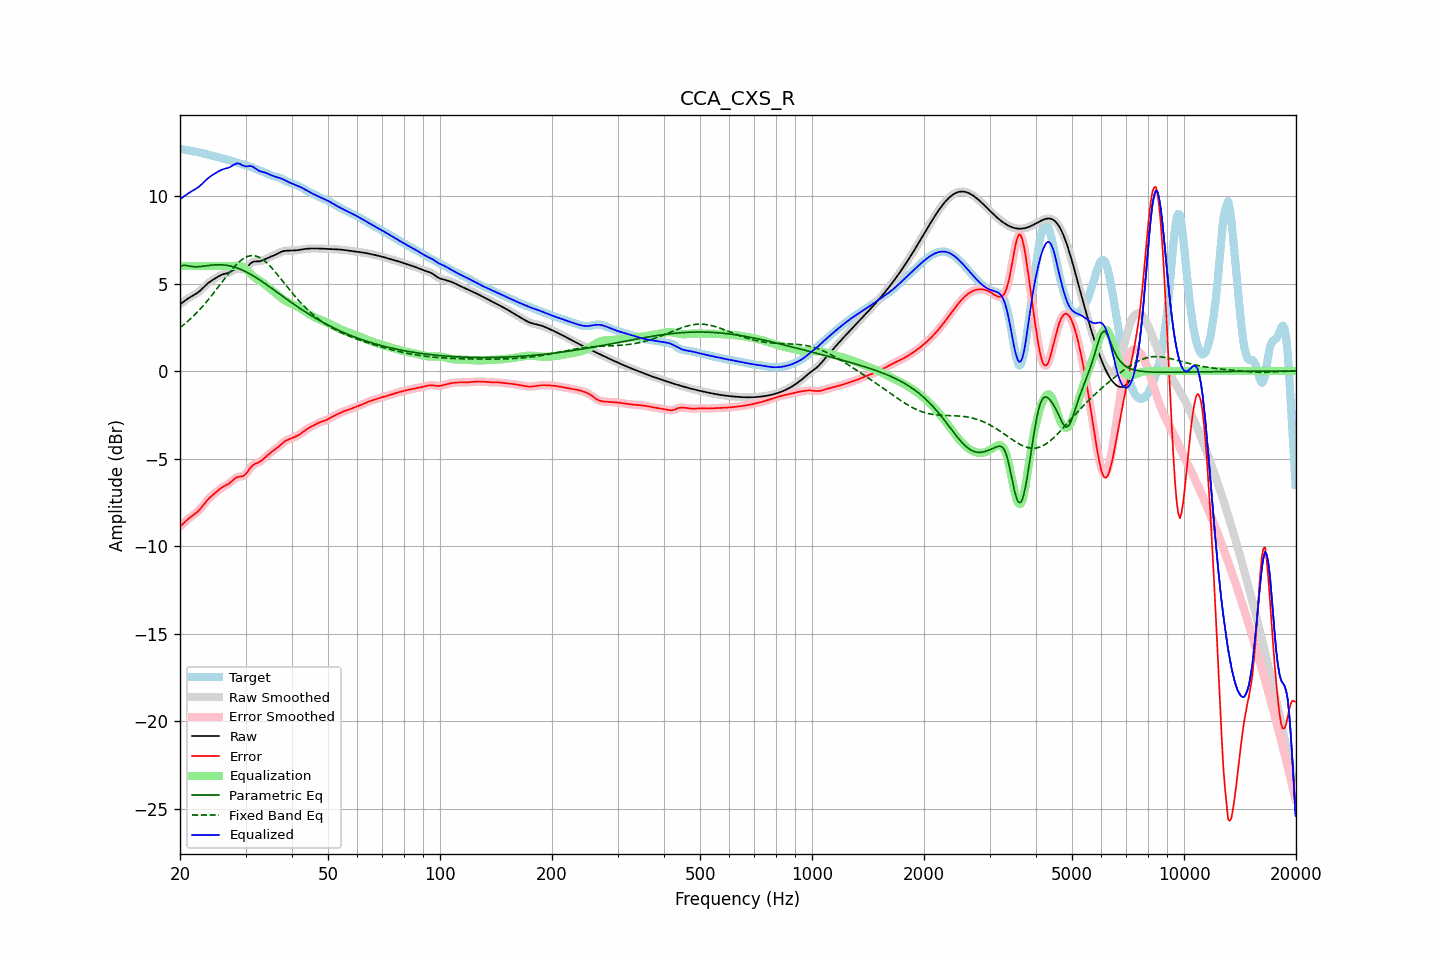 CCA_CXS_R
Amplitude (dBr)
10
5
0
−5
−10
−15
−20
−25
Target
Raw Smoothed
Error Smoothed
Raw
Error
Equalization
Parametric Eq
Fixed Band Eq
Equalized
20 50 100 200 500 1000 2000 5000 10000 20000
Frequency (Hz)